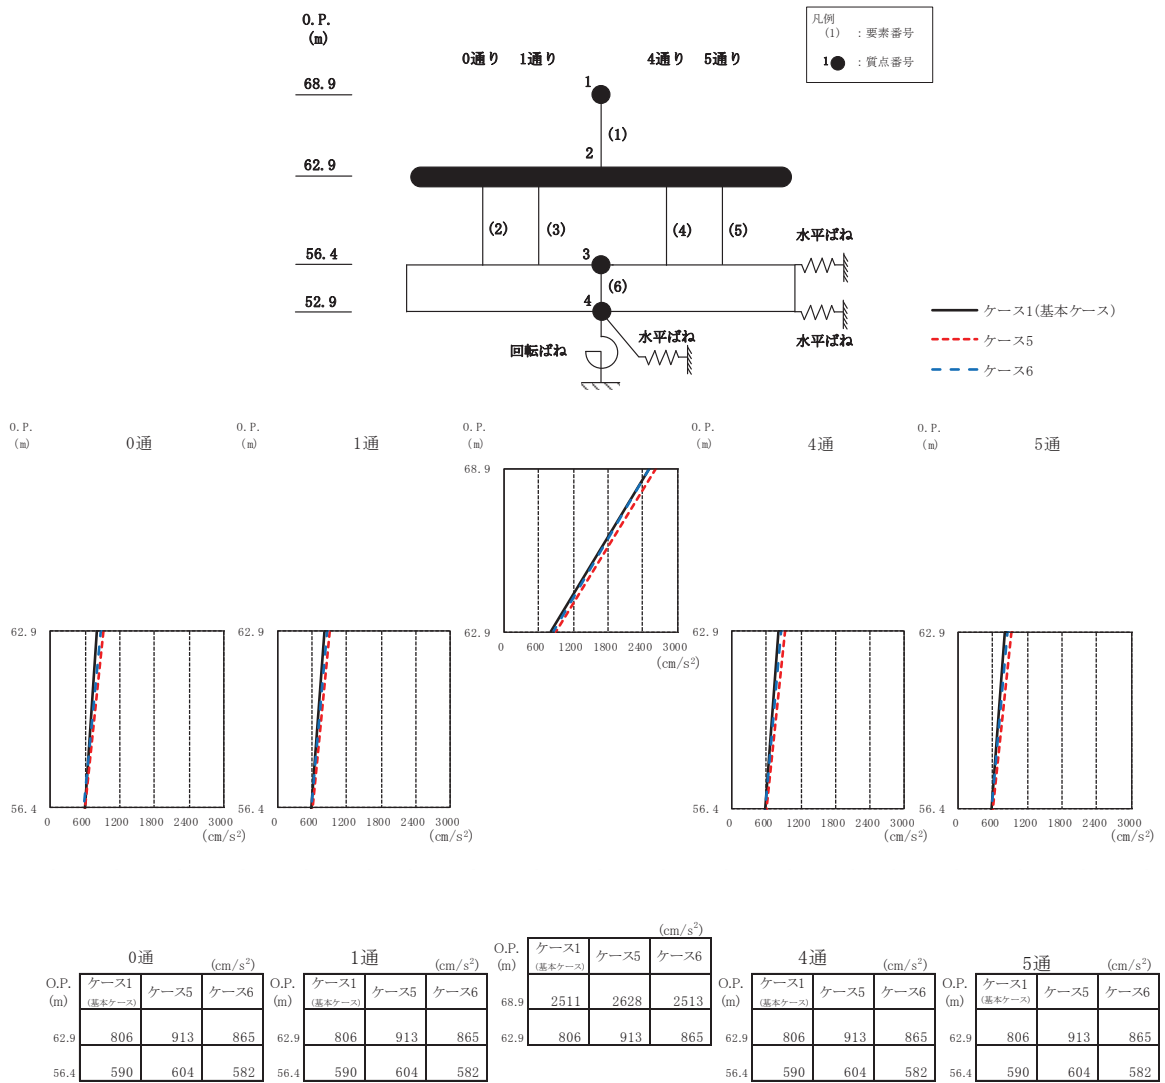 O.P.
(m)
0通り 1通り 4通り 5通り
凡例
(1) :要素番号
1 :質点番号
68.9
1
(1)
2
62.9
(2) (3) (4) (5)
水平ばね
56.4
3
(6)
52.9
4
水平ばね
水平ばね
回転ばね
ケース1(基本ケース)
ケース5
ケース6
O.P.
(m)
0通
O.P.
(m)
1通
O.P.
(m)
O.P.
(m)
4通
O.P.
(m)
5通
68.9
62.9
0 600 1200 1800 2400 3000
(cm/s²)
62.9
56.4
0 600 1200 1800 2400 3000
(cm/s²)
62.9
56.4
0 600 1200 1800 2400 3000
(cm/s²)
62.9
56.4
0 600 1200 1800 2400 3000
(cm/s²)
62.9
56.4
0 600 1200 1800 2400 3000
(cm/s²)
0通 (cm/s²)
O.P.
(m)
ケース1
(基本ケース)
ケース5 ケース6
62.9 806 913 865
56.4 590 604 582
1通 (cm/s²)
O.P.
(m)
ケース1
(基本ケース)
ケース5 ケース6
62.9 806 913 865
56.4 590 604 582
(cm/s²)
O.P.
(m)
ケース1
(基本ケース)
ケース5 ケース6
68.9 2511 2628 2513
62.9 806 913 865
4通 (cm/s²)
O.P.
(m)
ケース1
(基本ケース)
ケース5 ケース6
62.9 806 913 865
56.4 590 604 582
5通 (cm/s²)
O.P.
(m)
ケース1
(基本ケース)
ケース5 ケース6
62.9 806 913 865
56.4 590 604 582